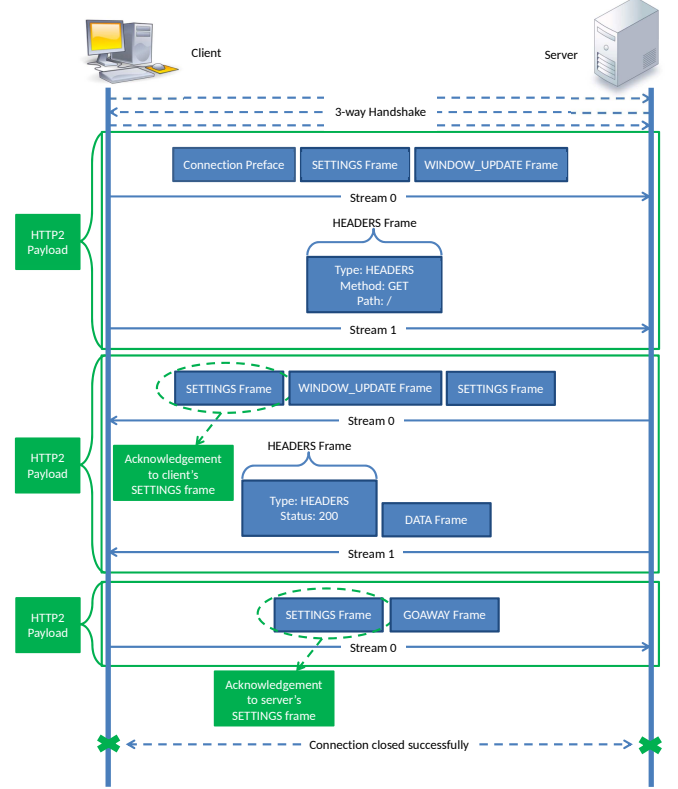 Client
Server
3-way Handshake
Connection Preface
SETTINGS Frame
WINDOW_UPDATE Frame
Stream 0
HTTP2
Payload
HEADERS Frame
Type: HEADERS
Method: GET
Path: /
Stream 1
SETTINGS Frame
WINDOW_UPDATE Frame
SETTINGS Frame
Stream 0
HTTP2
Payload
Acknowledgement
to client's
SETTINGS frame
HEADERS Frame
Type: HEADERS
Status: 200
DATA Frame
Stream 1
HTTP2
Payload
SETTINGS Frame
GOAWAY Frame
Stream 0
Acknowledgement
to server's
SETTINGS frame
Connection closed successfully